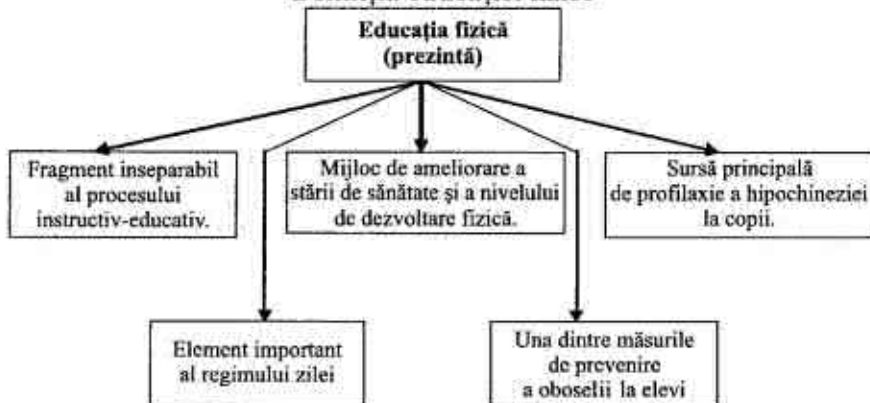 Educația fizică
(prezintă)
Fragment inseparabil
al procesului
instructiv-educativ.
Mijloc de ameliorare a
stării de sănătate și a nivelului
de dezvoltare fizică.
Sursă principală
de profilaxie a hipochineziei
la copii.
Element important
al regimului zilei
Una dintre măsurile
de prevenire
a oboselii la elevi